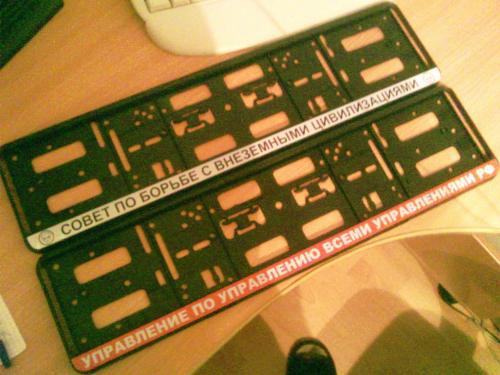 СОВЕТ ПО БОРЬБЕ С ВНЕЗЕМНЫМИ ЦИВИЛИЗАЦИЯМИ
УПРАВЛЕНИЕ ПО УПРАВЛЕНИЮ ВСЕМИ УПРАВЛЕНИЯМИ РФ